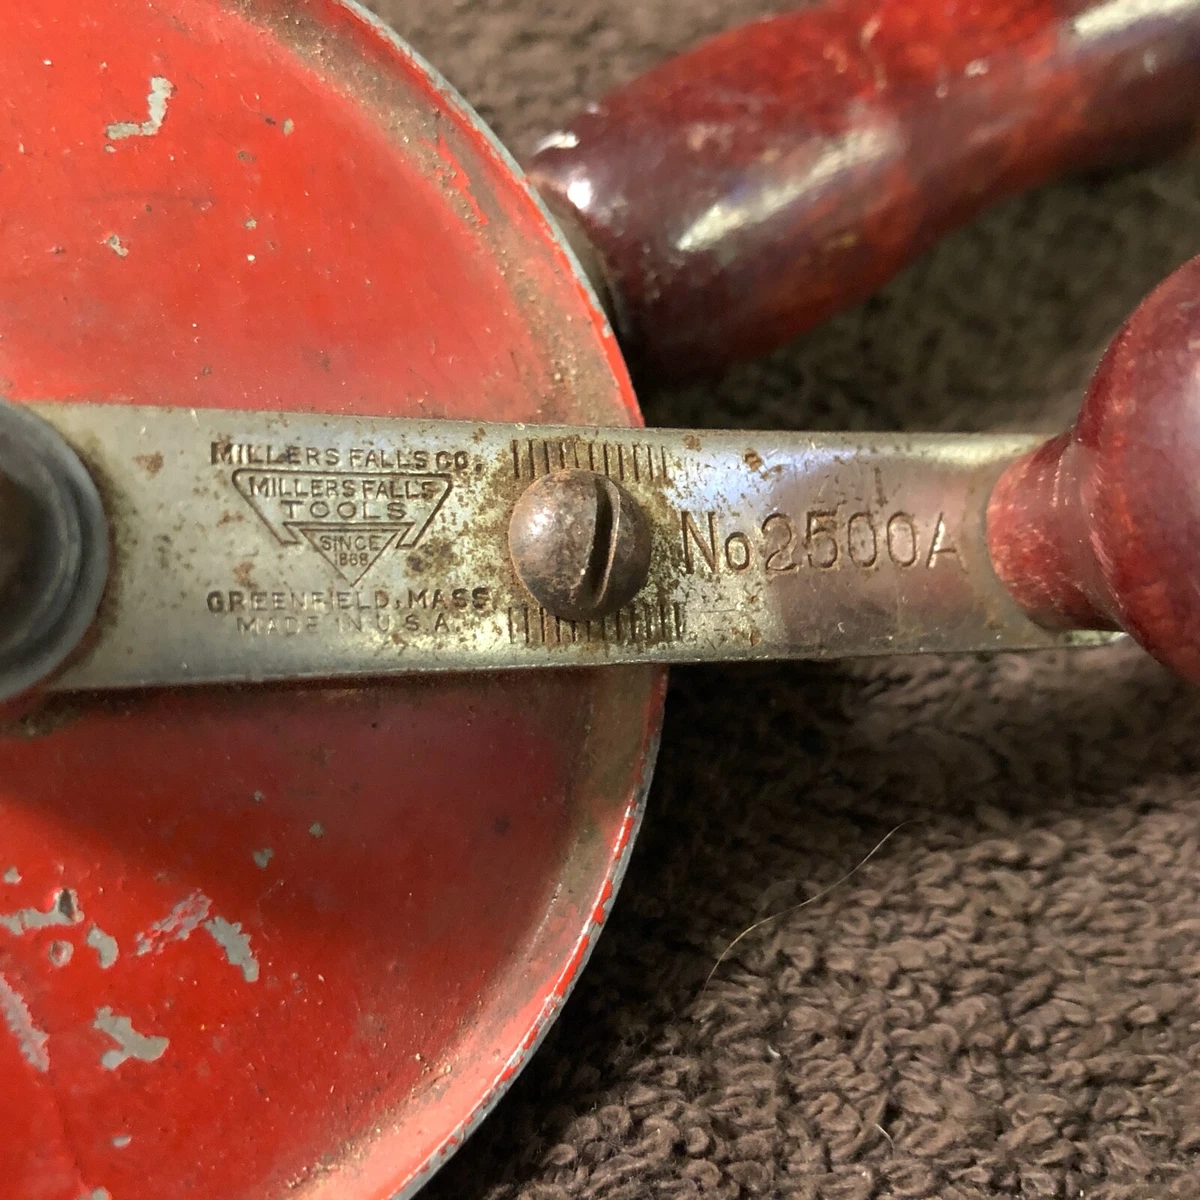 MILLERS FALLS CO.
MILLERS FALLS
TOOLS
SINCE
1868
GREENFIELD, MASS
MADE IN U.S.A.
No 2500A